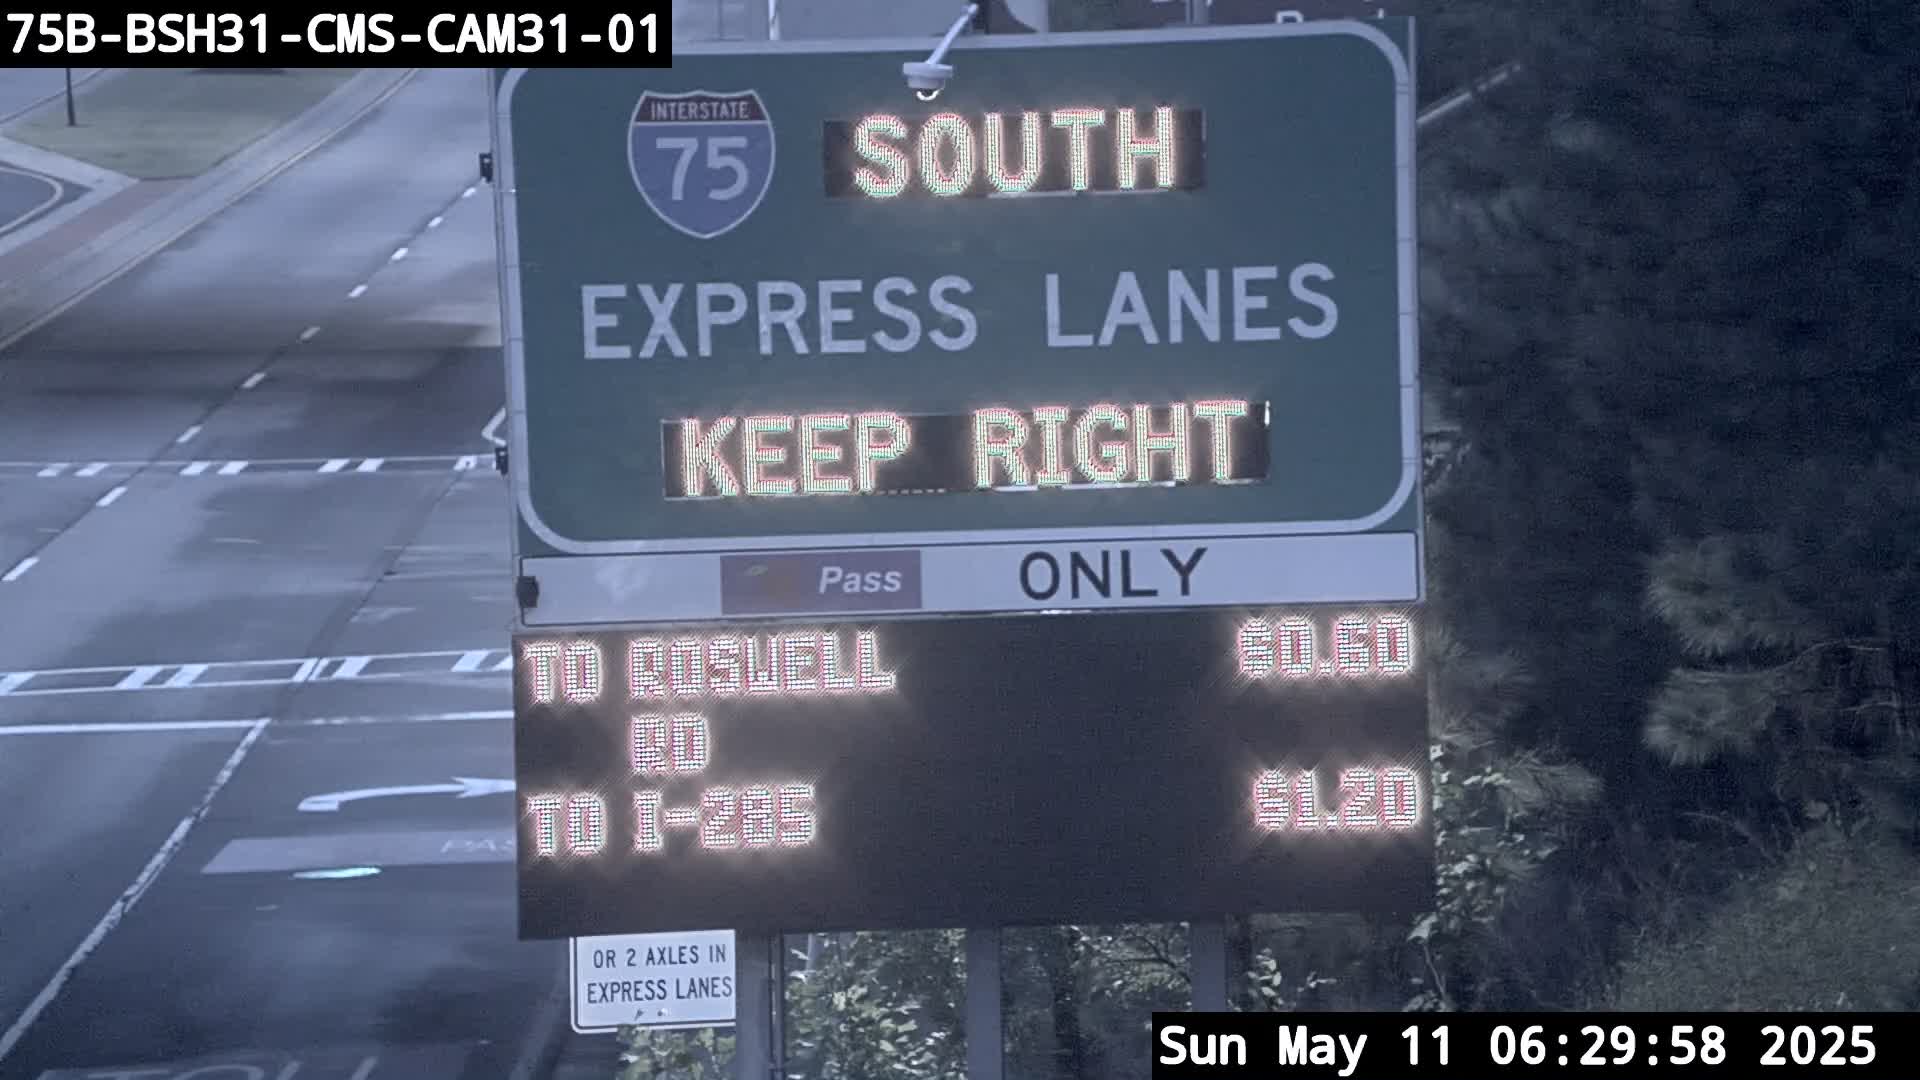 75B-BSH31-CMS-CAM31-01
INTERSTATE
75
SOUTH
EXPRESS LANES
KEEP RIGHT
Pass ONLY
TO ROSWELL $0.60
RD
TO I-285 $1.20
OR 2 AXLES IN
EXPRESS LANES
Sun May 11 06:29:58 2025